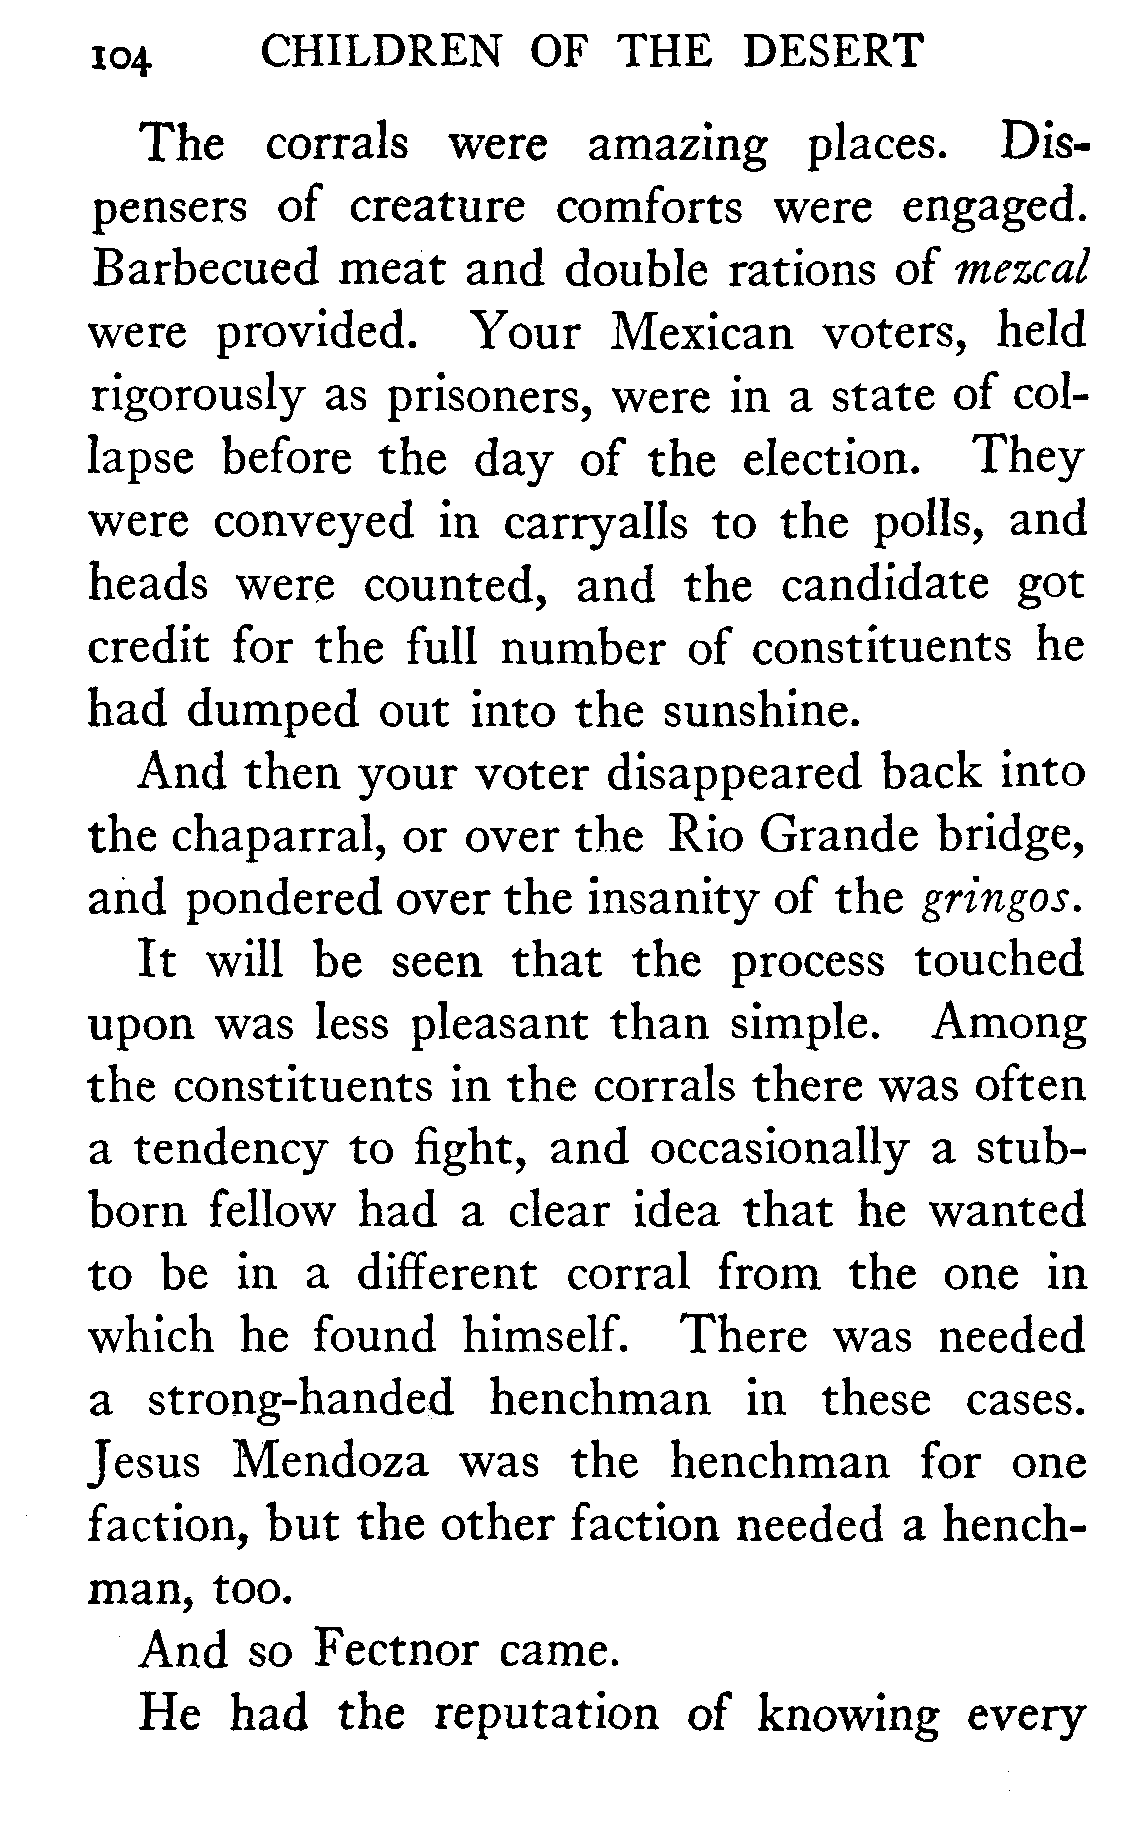 104 CHILDREN OF THE DESERT
The corrals were amazing places. Dis-
pensers of creature comforts were engaged.
Barbecued meat and double rations of mezcal
were provided. Your Mexican voters, held
rigorously as prisoners, were in a state of col-
lapse before the day of the election. They
were conveyed in carryalls to the polls, and
heads were counted, and the candidate got
credit for the full number of constituents he
had dumped out into the sunshine.
And then your voter disappeared back into
the chaparral, or over the Rio Grande bridge,
and pondered over the insanity of the gringos.
It will be seen that the process touched
upon was less pleasant than simple. Among
the constituents in the corrals there was often
a tendency to fight, and occasionally a stub-
born fellow had a clear idea that he wanted
to be in a different corral from the one in
which he found himself. There was needed
a strong-handed henchman in these cases.
Jesus Mendoza was the henchman for one
faction, but the other faction needed a hench-
man, too.
And so Fectnor came.
He had the reputation of knowing every